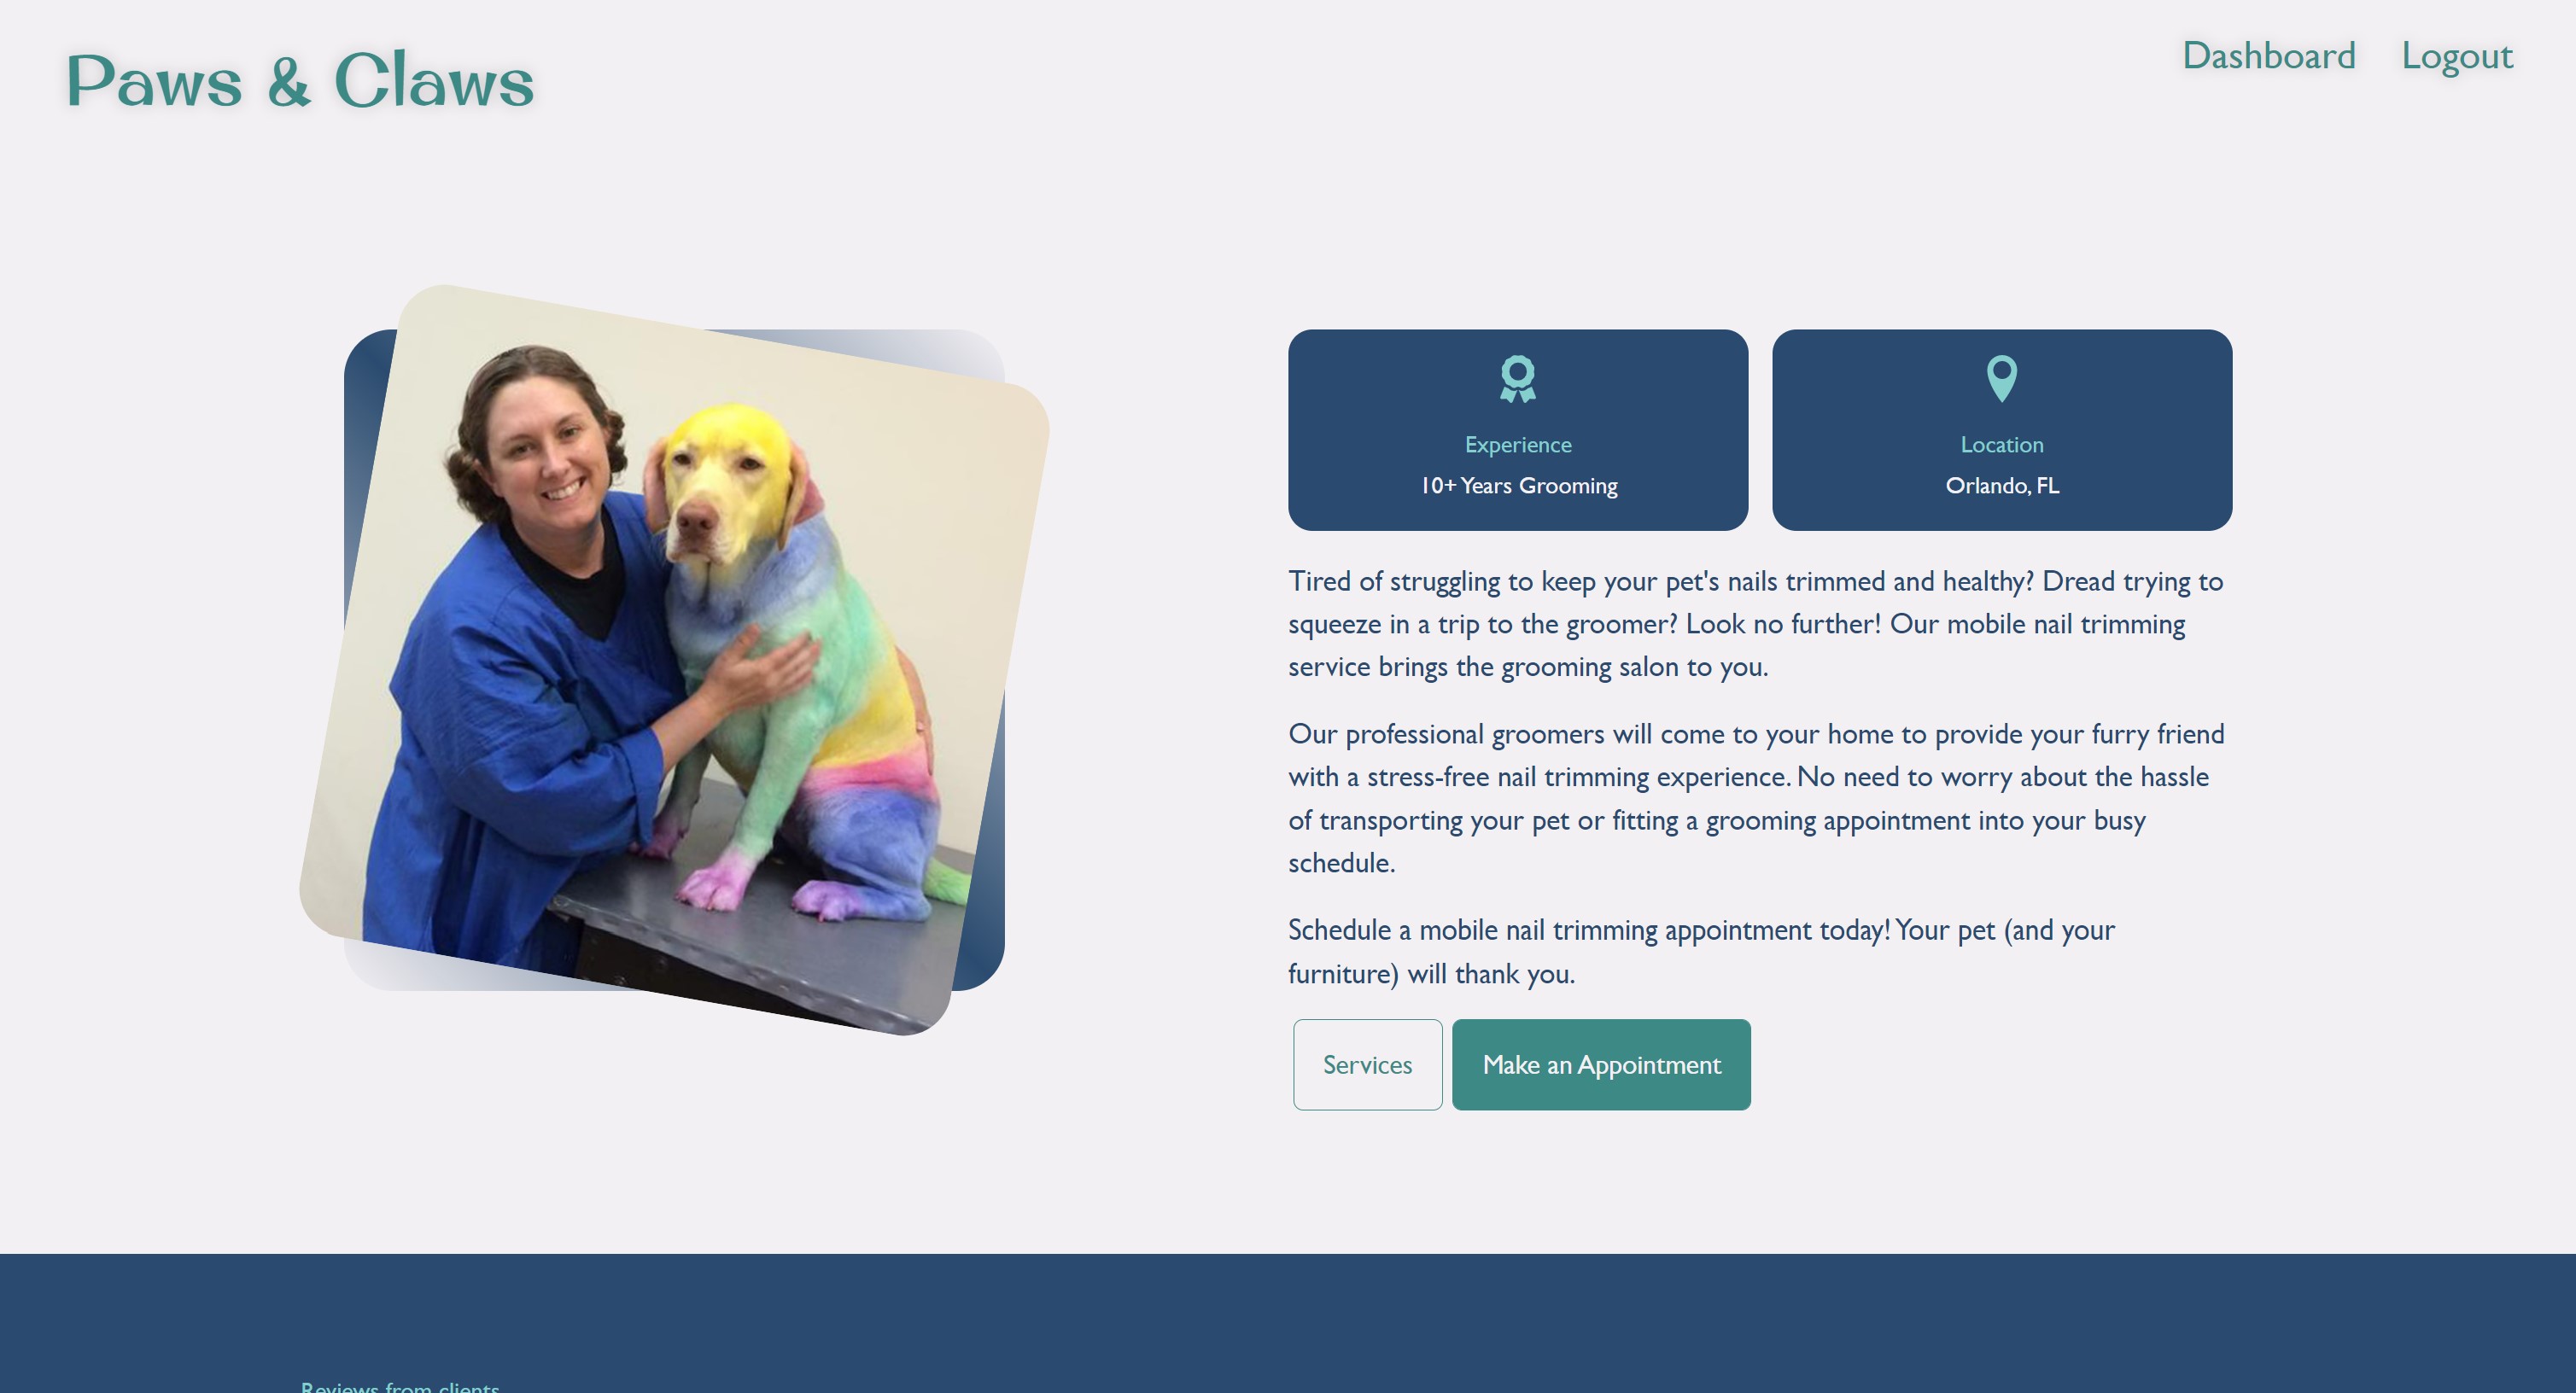 Paws & Claws
Dashboard
Logout
Experience
10+ Years Grooming
Location
Orlando, FL
Tired of struggling to keep your pet's nails trimmed and healthy? Dread trying to
squeeze in a trip to the groomer? Look no further! Our mobile nail trimming
service brings the grooming salon to you.
Our professional groomers will come to your home to provide your furry friend
with a stress-free nail trimming experience. No need to worry about the hassle
of transporting your pet or fitting a grooming appointment into your busy
schedule.
Schedule a mobile nail trimming appointment today! Your pet (and your
furniture) will thank you.
Services
Make an Appointment
Reviews from clients